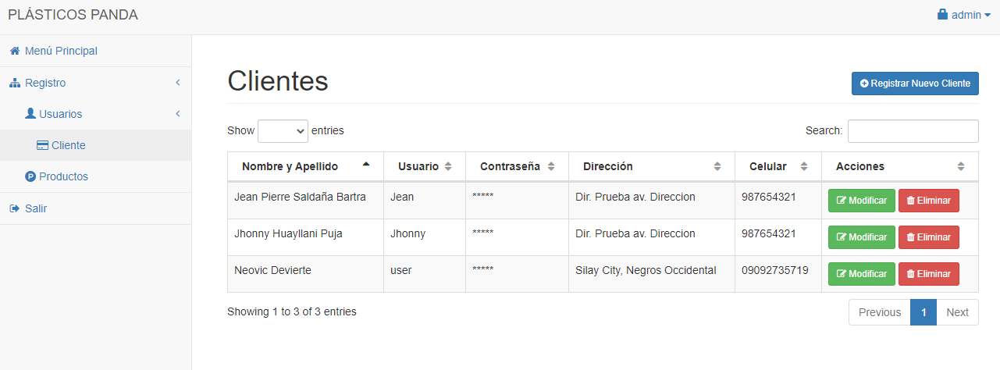 PLÁSTICOS PANDA
admin
Menú Principal
Registro
Usuarios
Cliente
Productos
Salir
Clientes
Registrar Nuevo Cliente
Show entries
Search:
Nombre y Apellido Usuario Contraseña Dirección Celular Acciones
Jean Pierre Saldaña Bartra Jean ***** Dir. Prueba av. Direccion 987654321 Modificar Eliminar
Jhonny Huayllani Puja Jhonny ***** Dir. Prueba av. Direccion 987654321 Modificar Eliminar
Neovic Devierte user ***** Silay City, Negros Occidental 09092735719 Modificar Eliminar
Showing 1 to 3 of 3 entries
Previous 1 Next